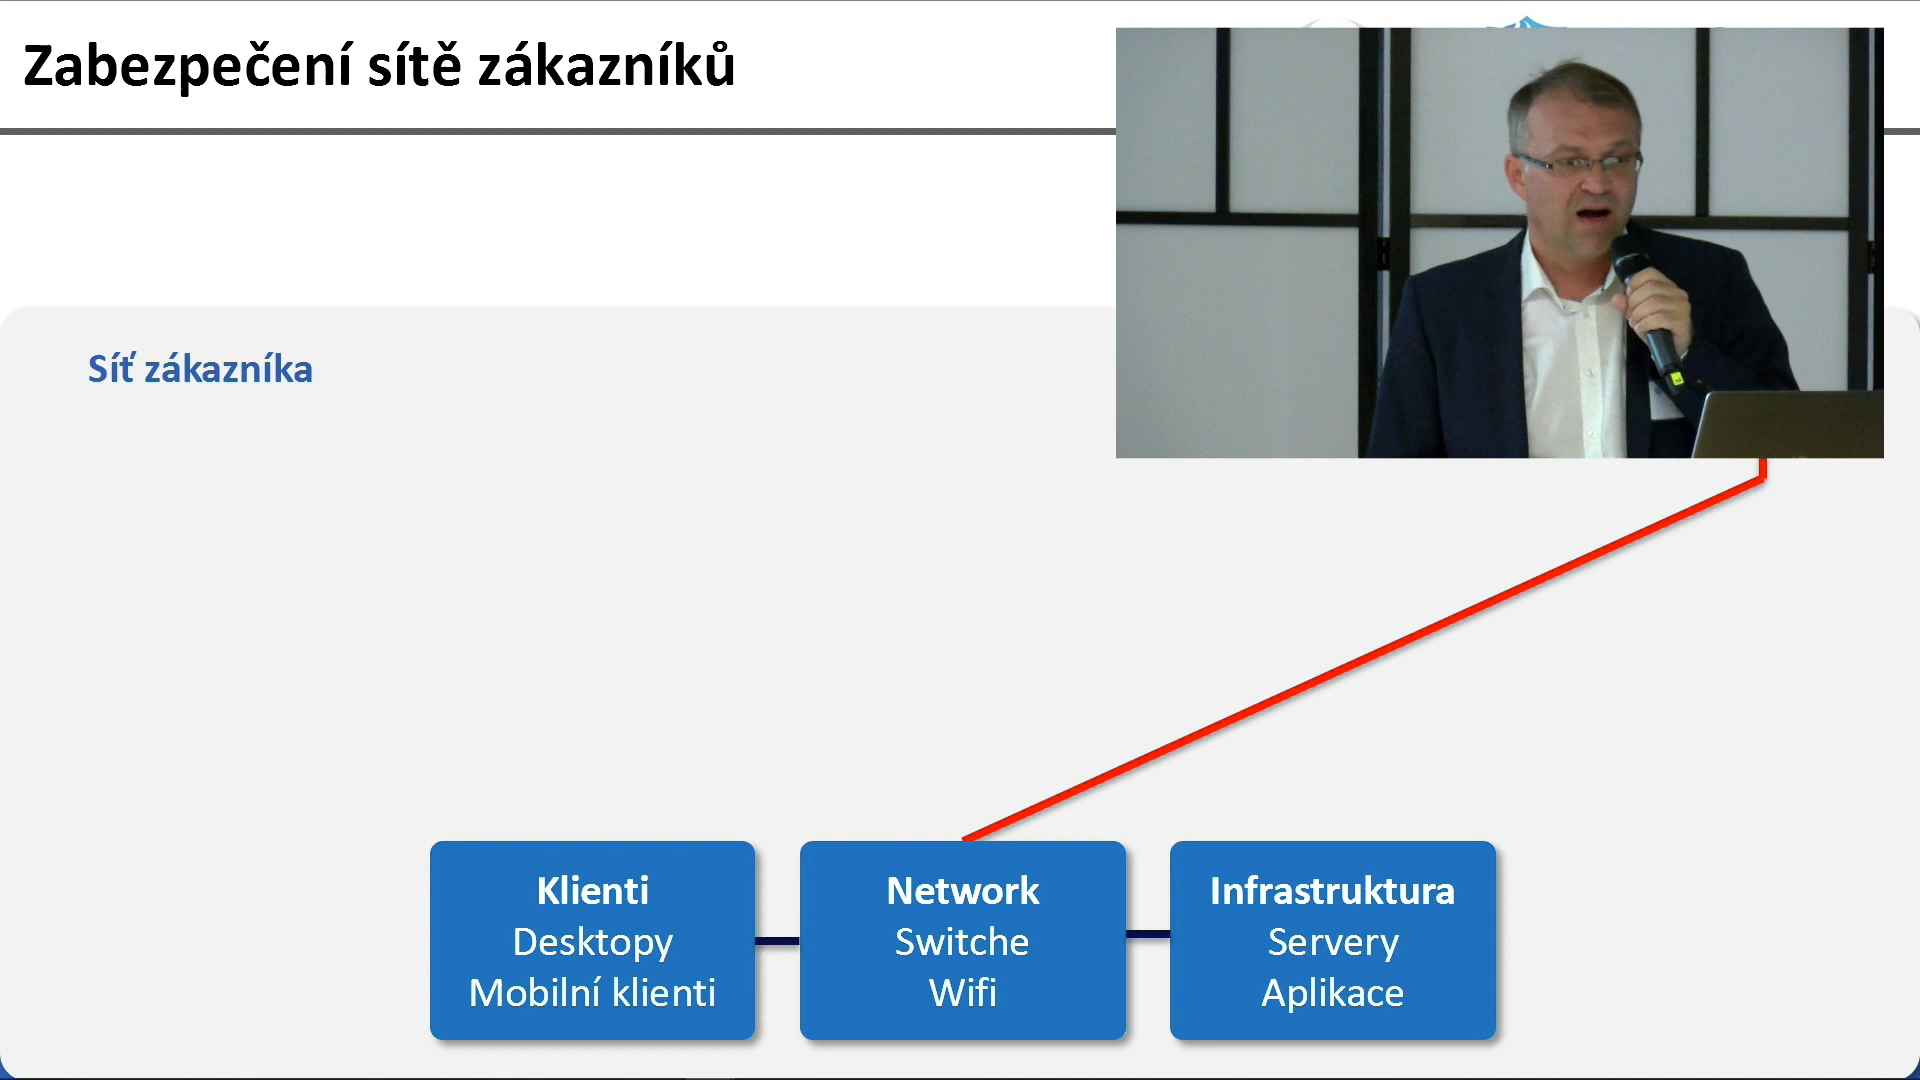 Zabezpečení sítě zákazníků
Síť zákazníka
Klienti
Desktopy
Mobilní klienti
Network
Switche
Wifi
Infrastruktura
Servery
Aplikace